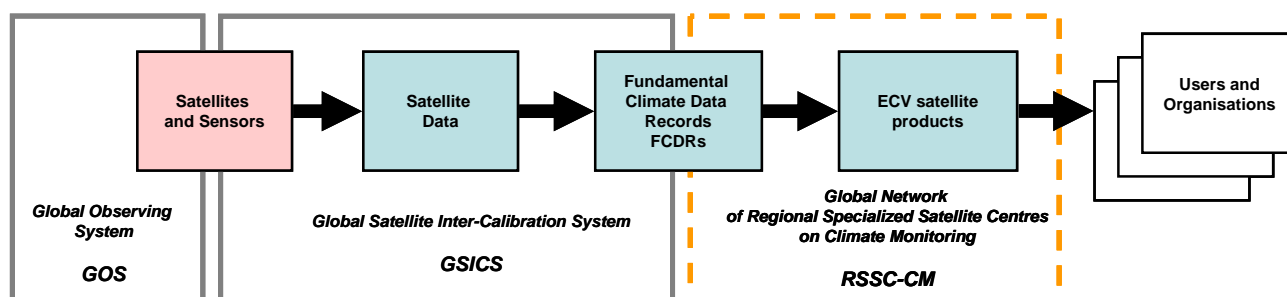 Satellites
and Sensors
Satellite
Data
Fundamental
Climate Data
Records
FCDRs
ECV satellite
products
Users and
Organisations
Global Observing
System
GOS
Global Satellite Inter-Calibration System
GSICS
Global Network
of Regional Specialized Satellite Centres
on Climate Monitoring
RSSC-CM